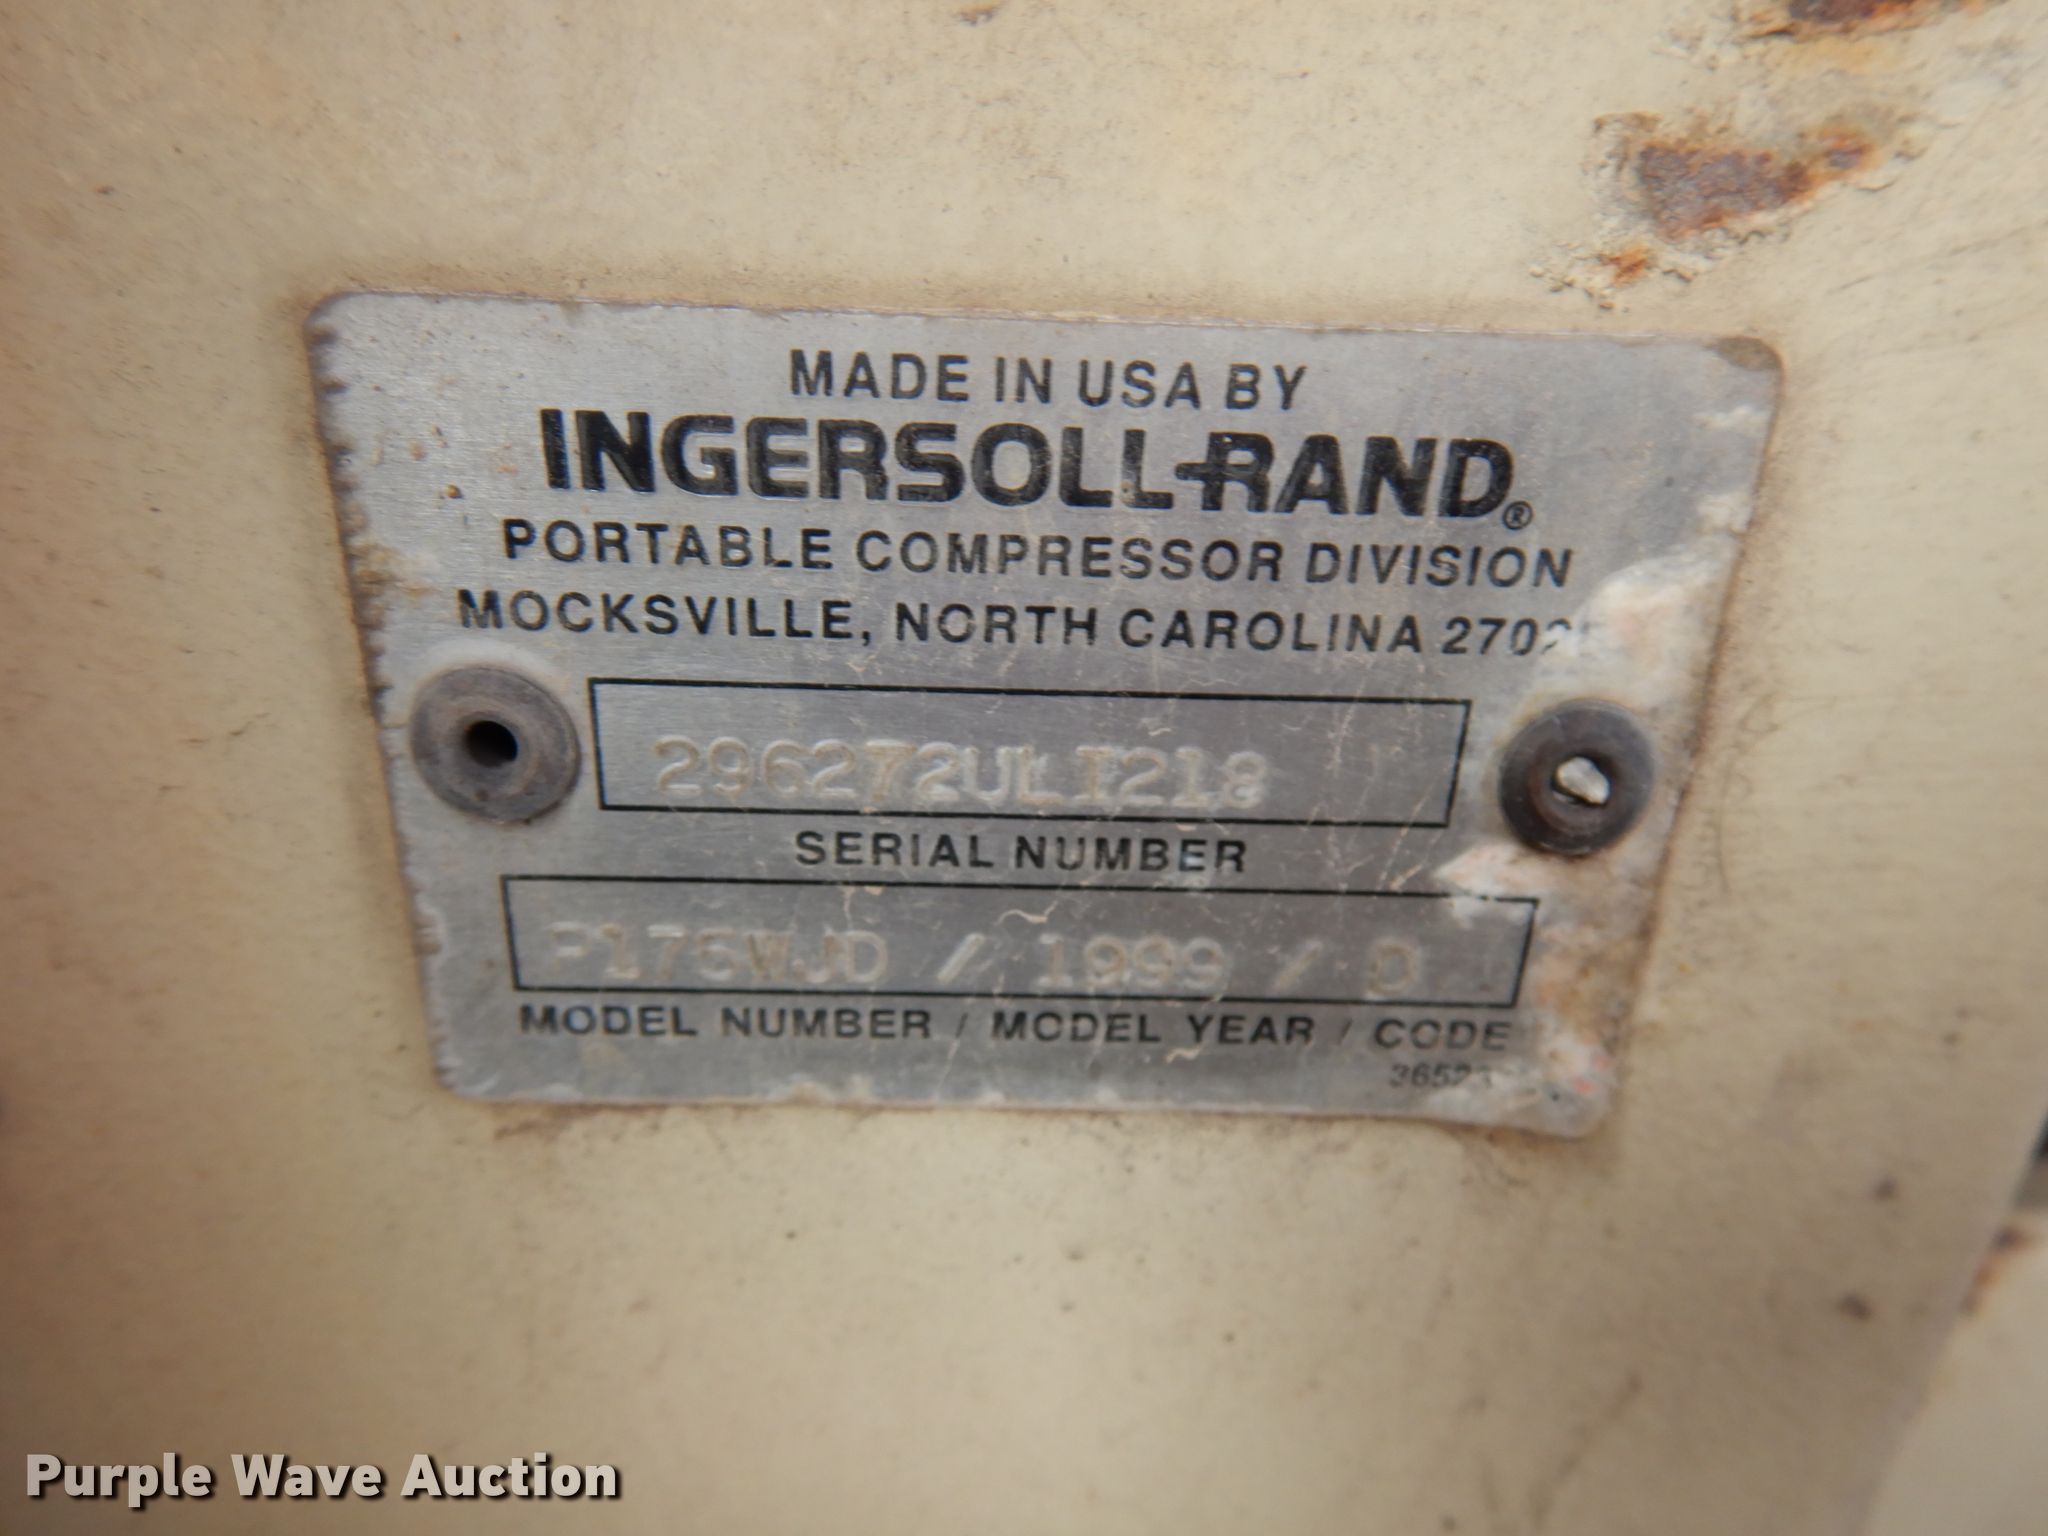 MADE IN USA BY
INGERSOLL-RAND®
PORTABLE COMPRESSOR DIVISION
MOCKSVILLE, NORTH CAROLINA
296272ULI218
SERIAL NUMBER
P175WJD / 1999 / D
MODEL NUMBER / MODEL YEAR / CODE
Purple Wave Auction